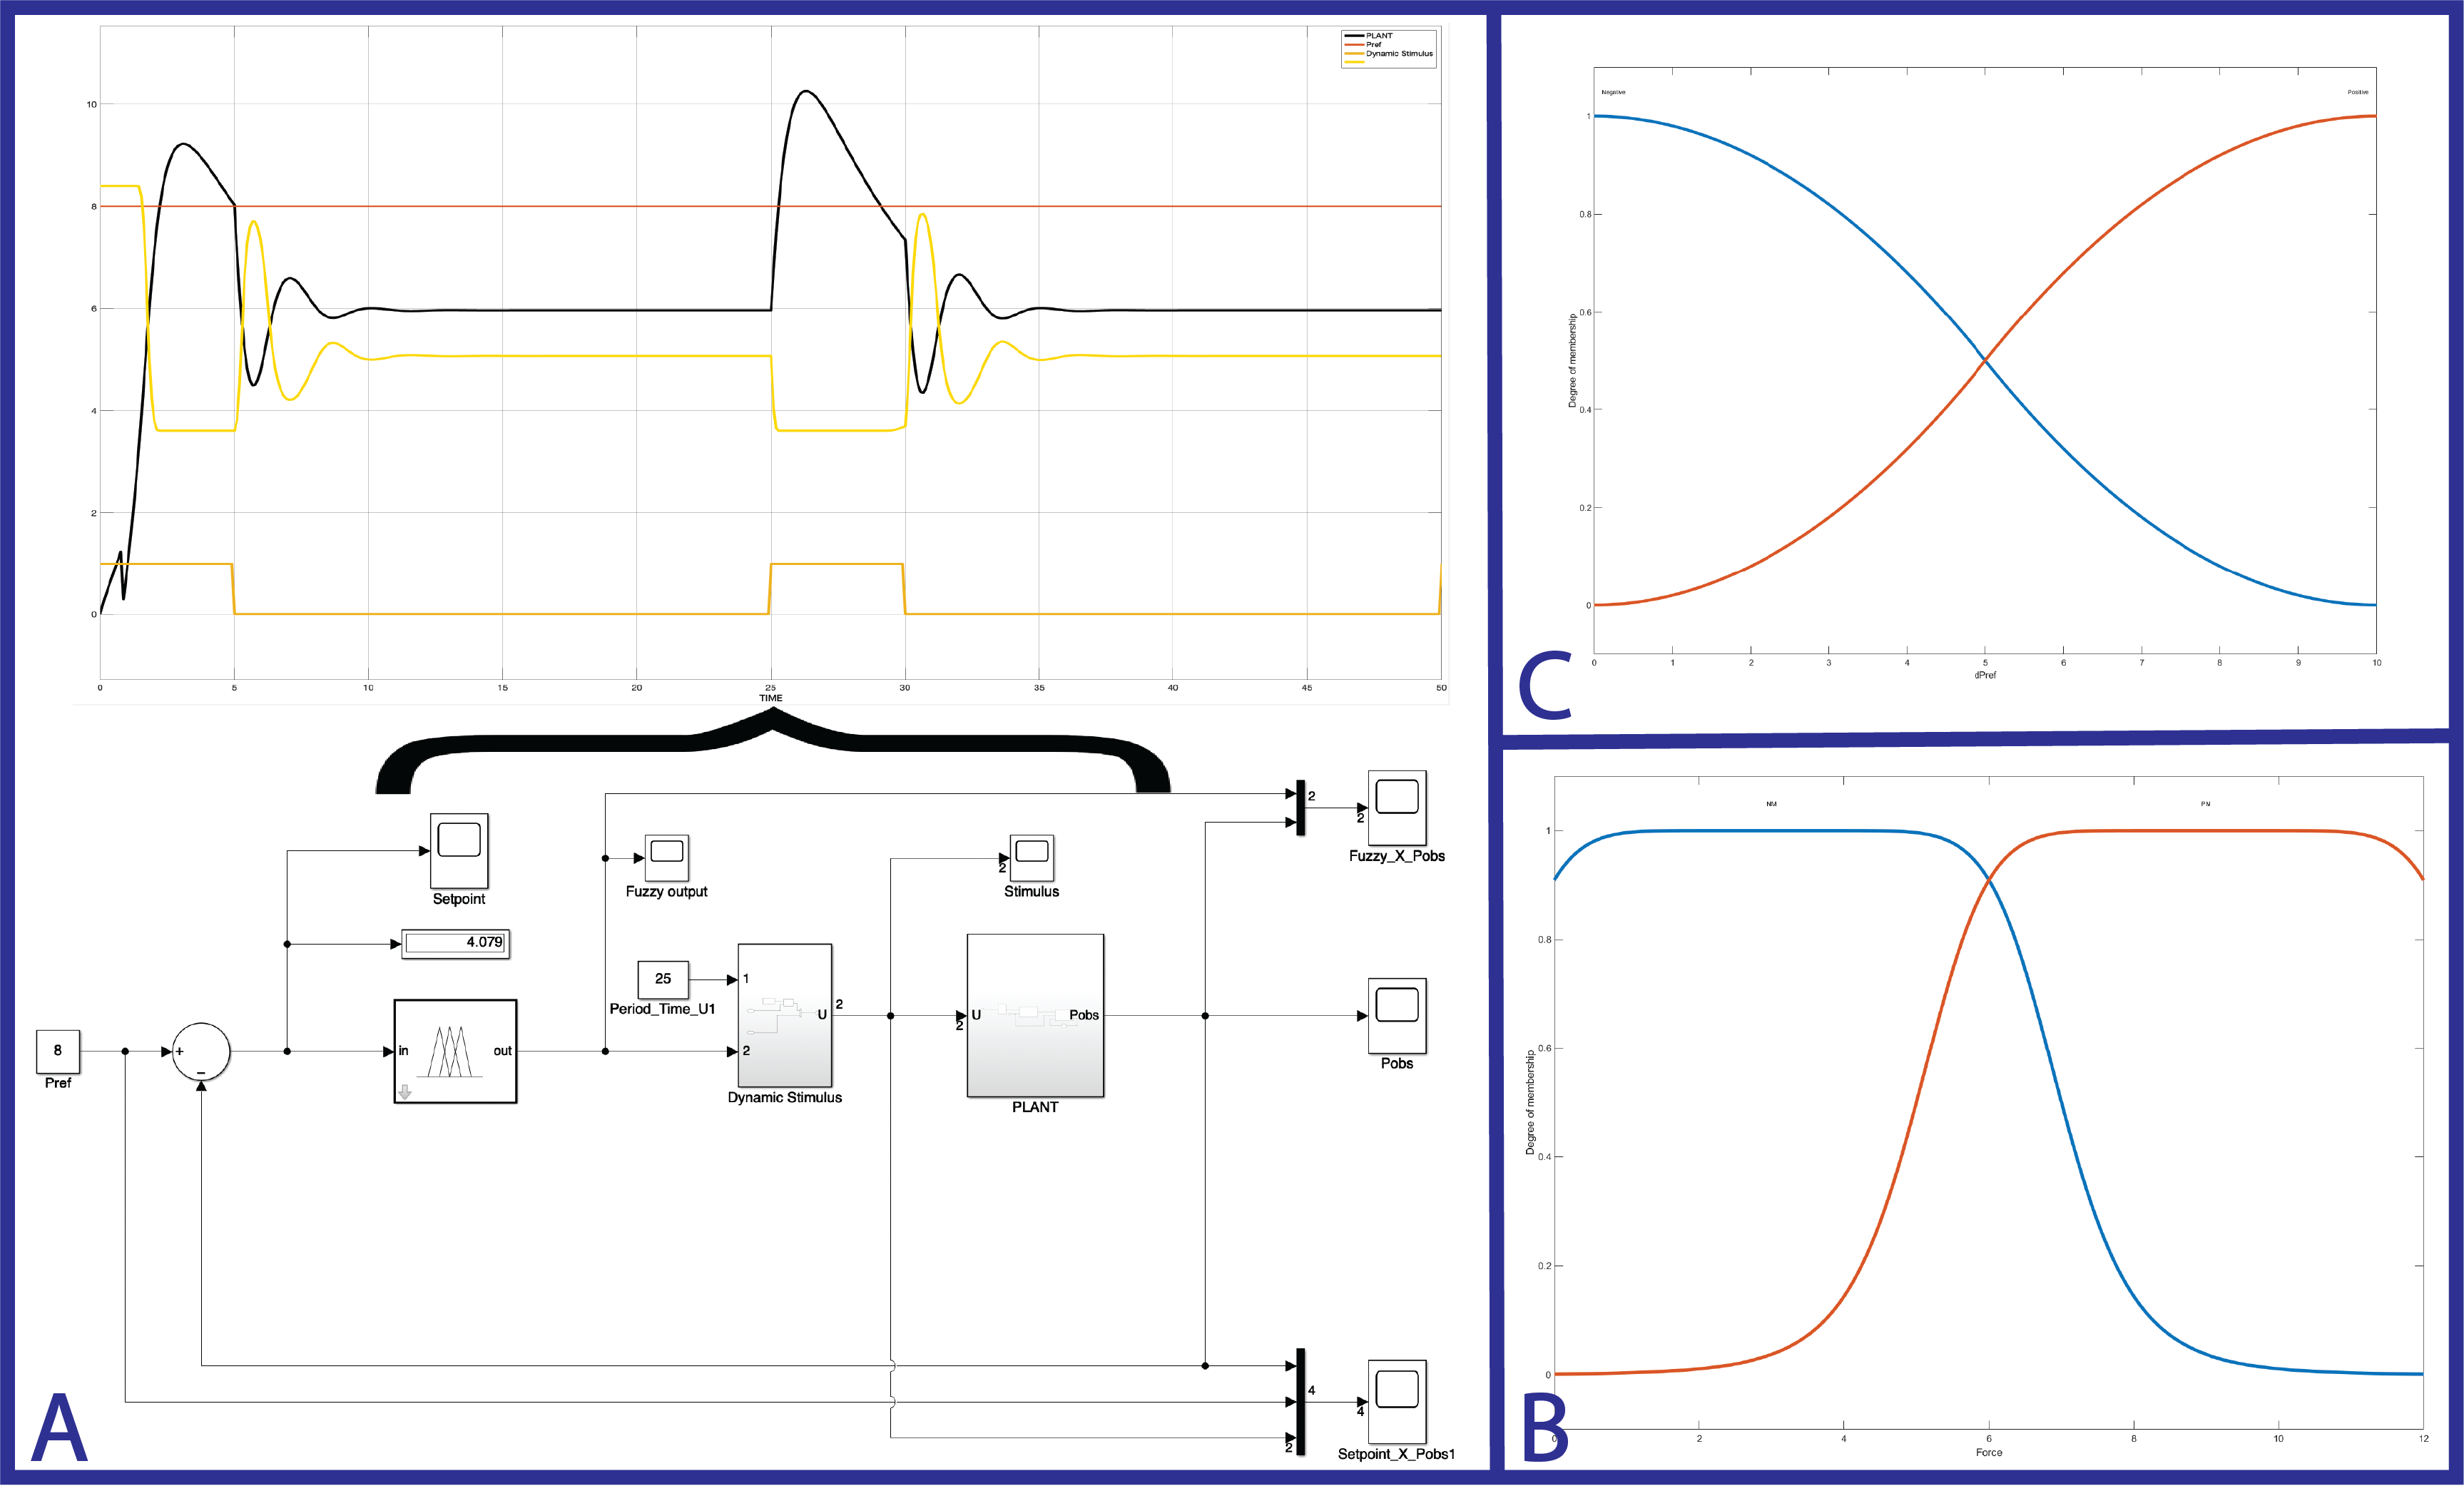 PLANT
Pref
Dynamic Stimulus
10
8
6
4
2
0
0 5 10 15 20 25 30 35 40 45 50
TIME
2
2
Fuzzy_X_Pobs
Setpoint
Fuzzy output
2
Stimulus
4.079
25
Period_Time_U1
1
2
U
2
Dynamic Stimulus
U
2
Pobs
PLANT
Pobs
8
Pref
+
−
in
out
4
4
2
Setpoint_X_Pobs1
A
Negative
Positive
1
0.8
0.6
0.4
0.2
0
Degree of membership
0 1 2 3 4 5 6 7 8 9 10
dPref
C
NM
PN
1
0.8
0.6
0.4
0.2
0
Degree of membership
0 2 4 6 8 10 12
Force
B